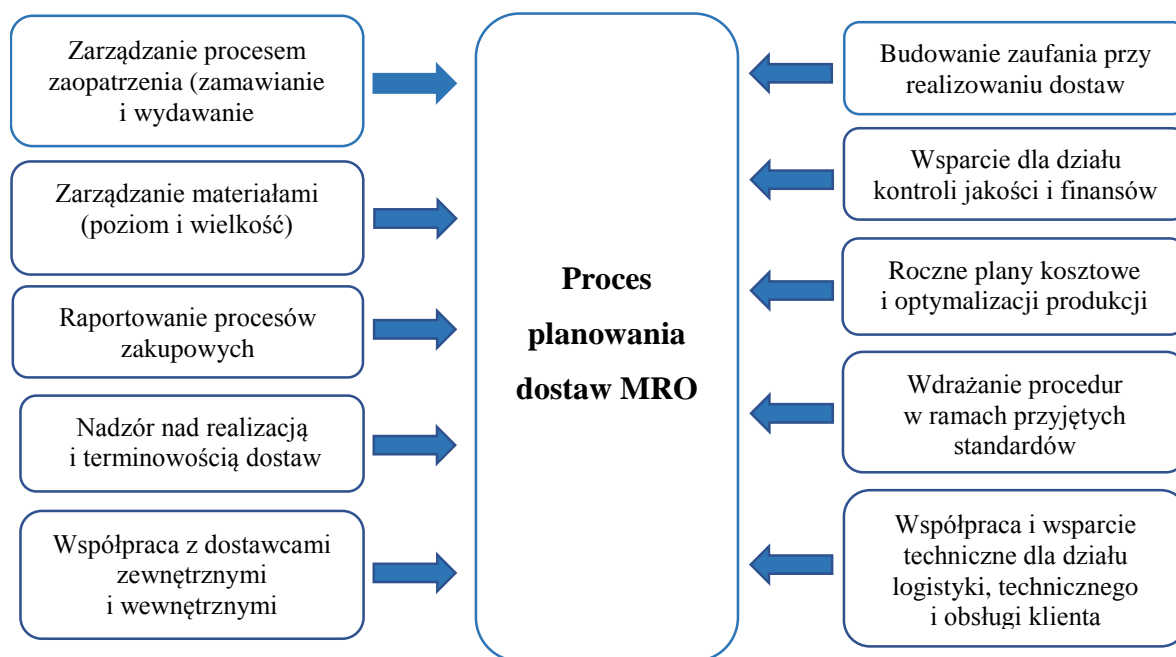 Zarządzanie procesem
zaopatrzenia (zamawianie
i wydawanie
Zarządzanie materiałami
(poziom i wielkość)
Raportowanie procesów
zakupowych
Nadzór nad realizacją
i terminowością dostaw
Współpraca z dostawcami
zewnętrznymi
i wewnętrznymi
Proces
planowania
dostaw MRO
Budowanie zaufania przy
realizowaniu dostaw
Wsparcie dla działu
kontroli jakości i finansów
Roczne plany kosztowe
i optymalizacji produkcji
Wdrażanie procedur
w ramach przyjętych
standardów
Współpraca i wsparcie
techniczne dla działu
logistyki, technicznego
i obsługi klienta